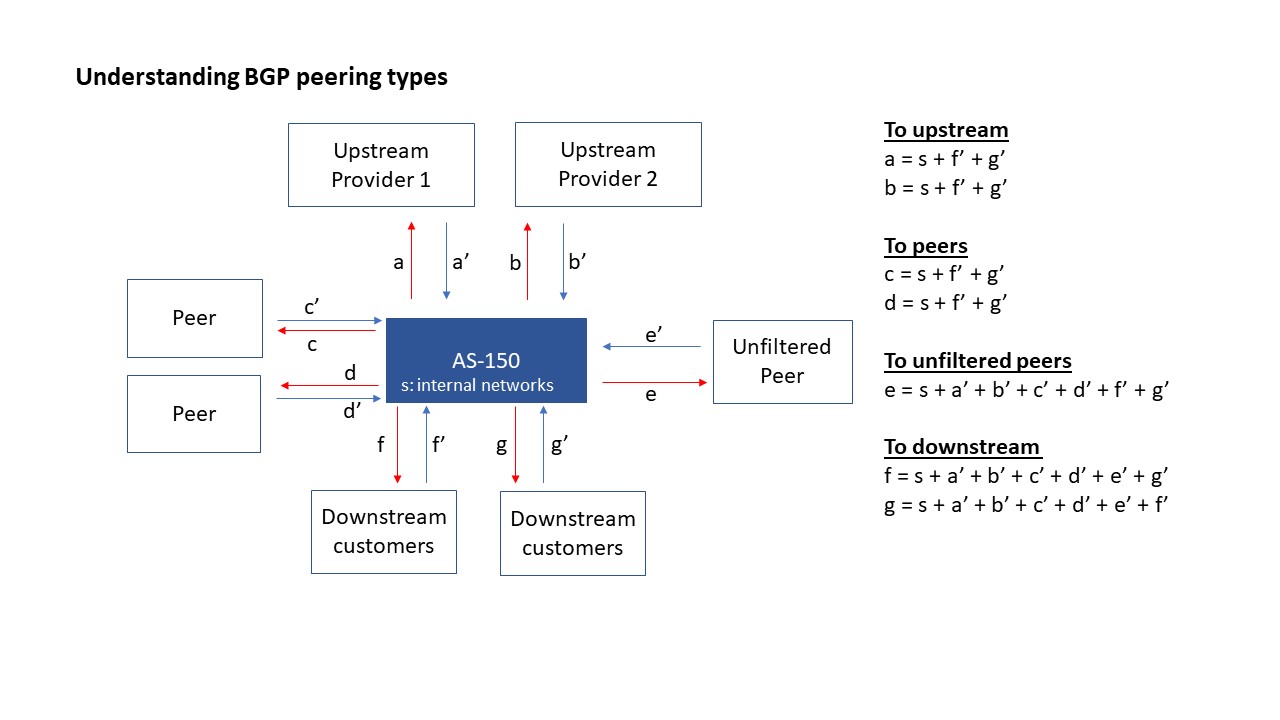 Understanding BGP peering types
Upstream
Provider 1
Upstream
Provider 2
a
a’
b
b’
Peer
c’
c
Peer
d
d’
AS-150
s: internal networks
e’
e
Unfiltered
Peer
f
f’
g
g’
Downstream
customers
Downstream
customers
To upstream
a = s + f’ + g’
b = s + f’ + g’
To peers
c = s + f’ + g’
d = s + f’ + g’
To unfiltered peers
e = s + a’ + b’ + c’ + d’ + f’ + g’
To downstream
f = s + a’ + b’ + c’ + d’ + e’ + g’
g = s + a’ + b’ + c’ + d’ + e’ + f’